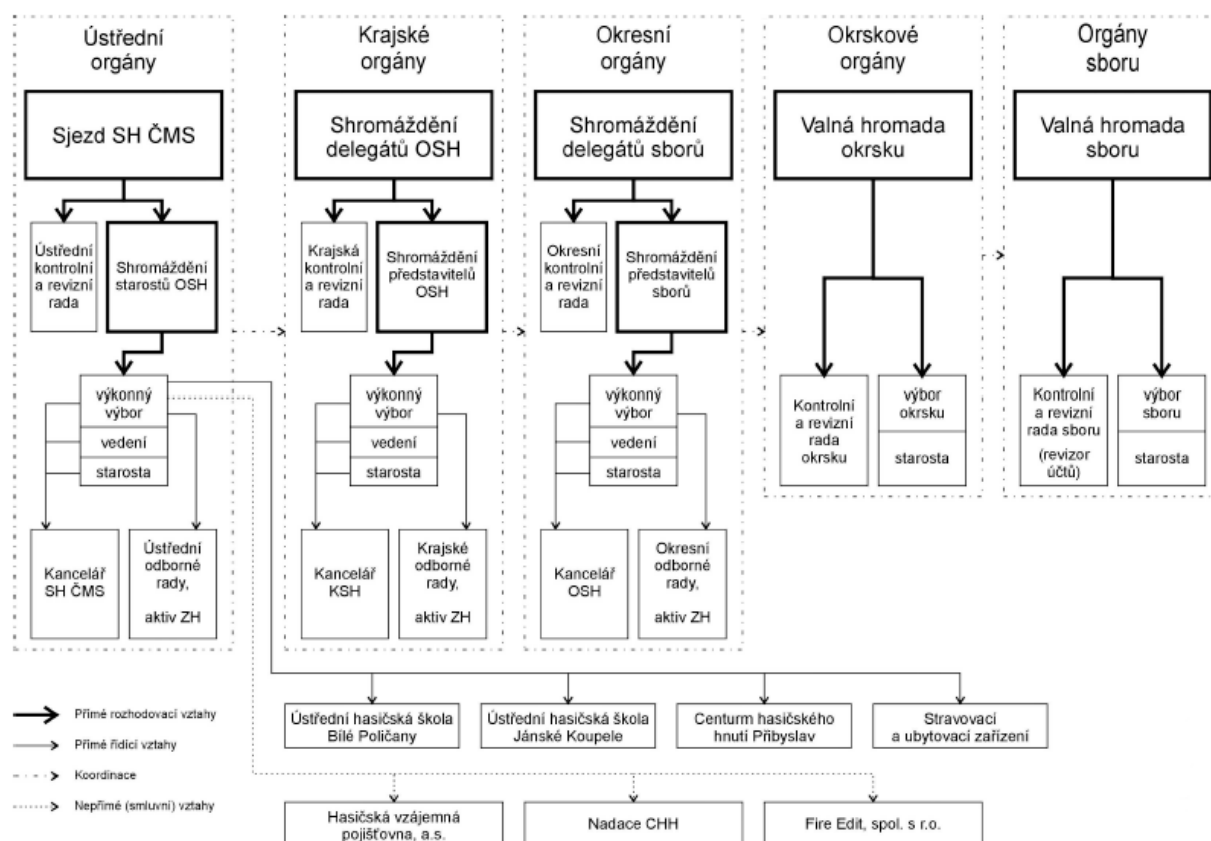 Ústřední
orgány
Krajské
orgány
Okresní
orgány
Okrskové
orgány
Orgány
sboru
Sjezd SH ČMS
Shromáždění
delegátů OSH
Shromáždění
delegátů sborů
Valná hromada
okrsku
Valná hromada
sboru
Ústřední
kontrolní
a revizní
rada
Shromáždění
starostů OSH
Krajská
kontrolní
a revizní
rada
Shromáždění
představitelů
OSH
Okresní
kontrolní
a revizní
rada
Shromáždění
představitelů
sborů
výkonný
výbor
vedení
starosta
výkonný
výbor
vedení
starosta
výkonný
výbor
vedení
starosta
Kontrolní
a revizní
rada
okrsku
výbor
okrsku
starosta
Kontrolní
a revizní
rada sboru
(revizor
účtů)
výbor
sboru
starosta
Kancelář
SH ČMS
Ústřední
odborné
rady,
aktiv ZH
Kancelář
KSH
Krajské
odborné
rady,
aktiv ZH
Kancelář
OSH
Okresní
odborné
rady,
aktiv ZH
Přímé rozhodovací vztahy
Přímé řídící vztahy
Koordinace
Nepřímé (smluvní) vztahy
Ústřední hasičská škola
Bílé Poličany
Ústřední hasičská škola
Jánské Koupele
Centurm hasičského
hnutí Přibyslav
Stravovací
a ubytovací zařízení
Hasičská vzájemná
pojišťovna, a.s.
Nadace CHH
Fire Edit, spol. s r.o.